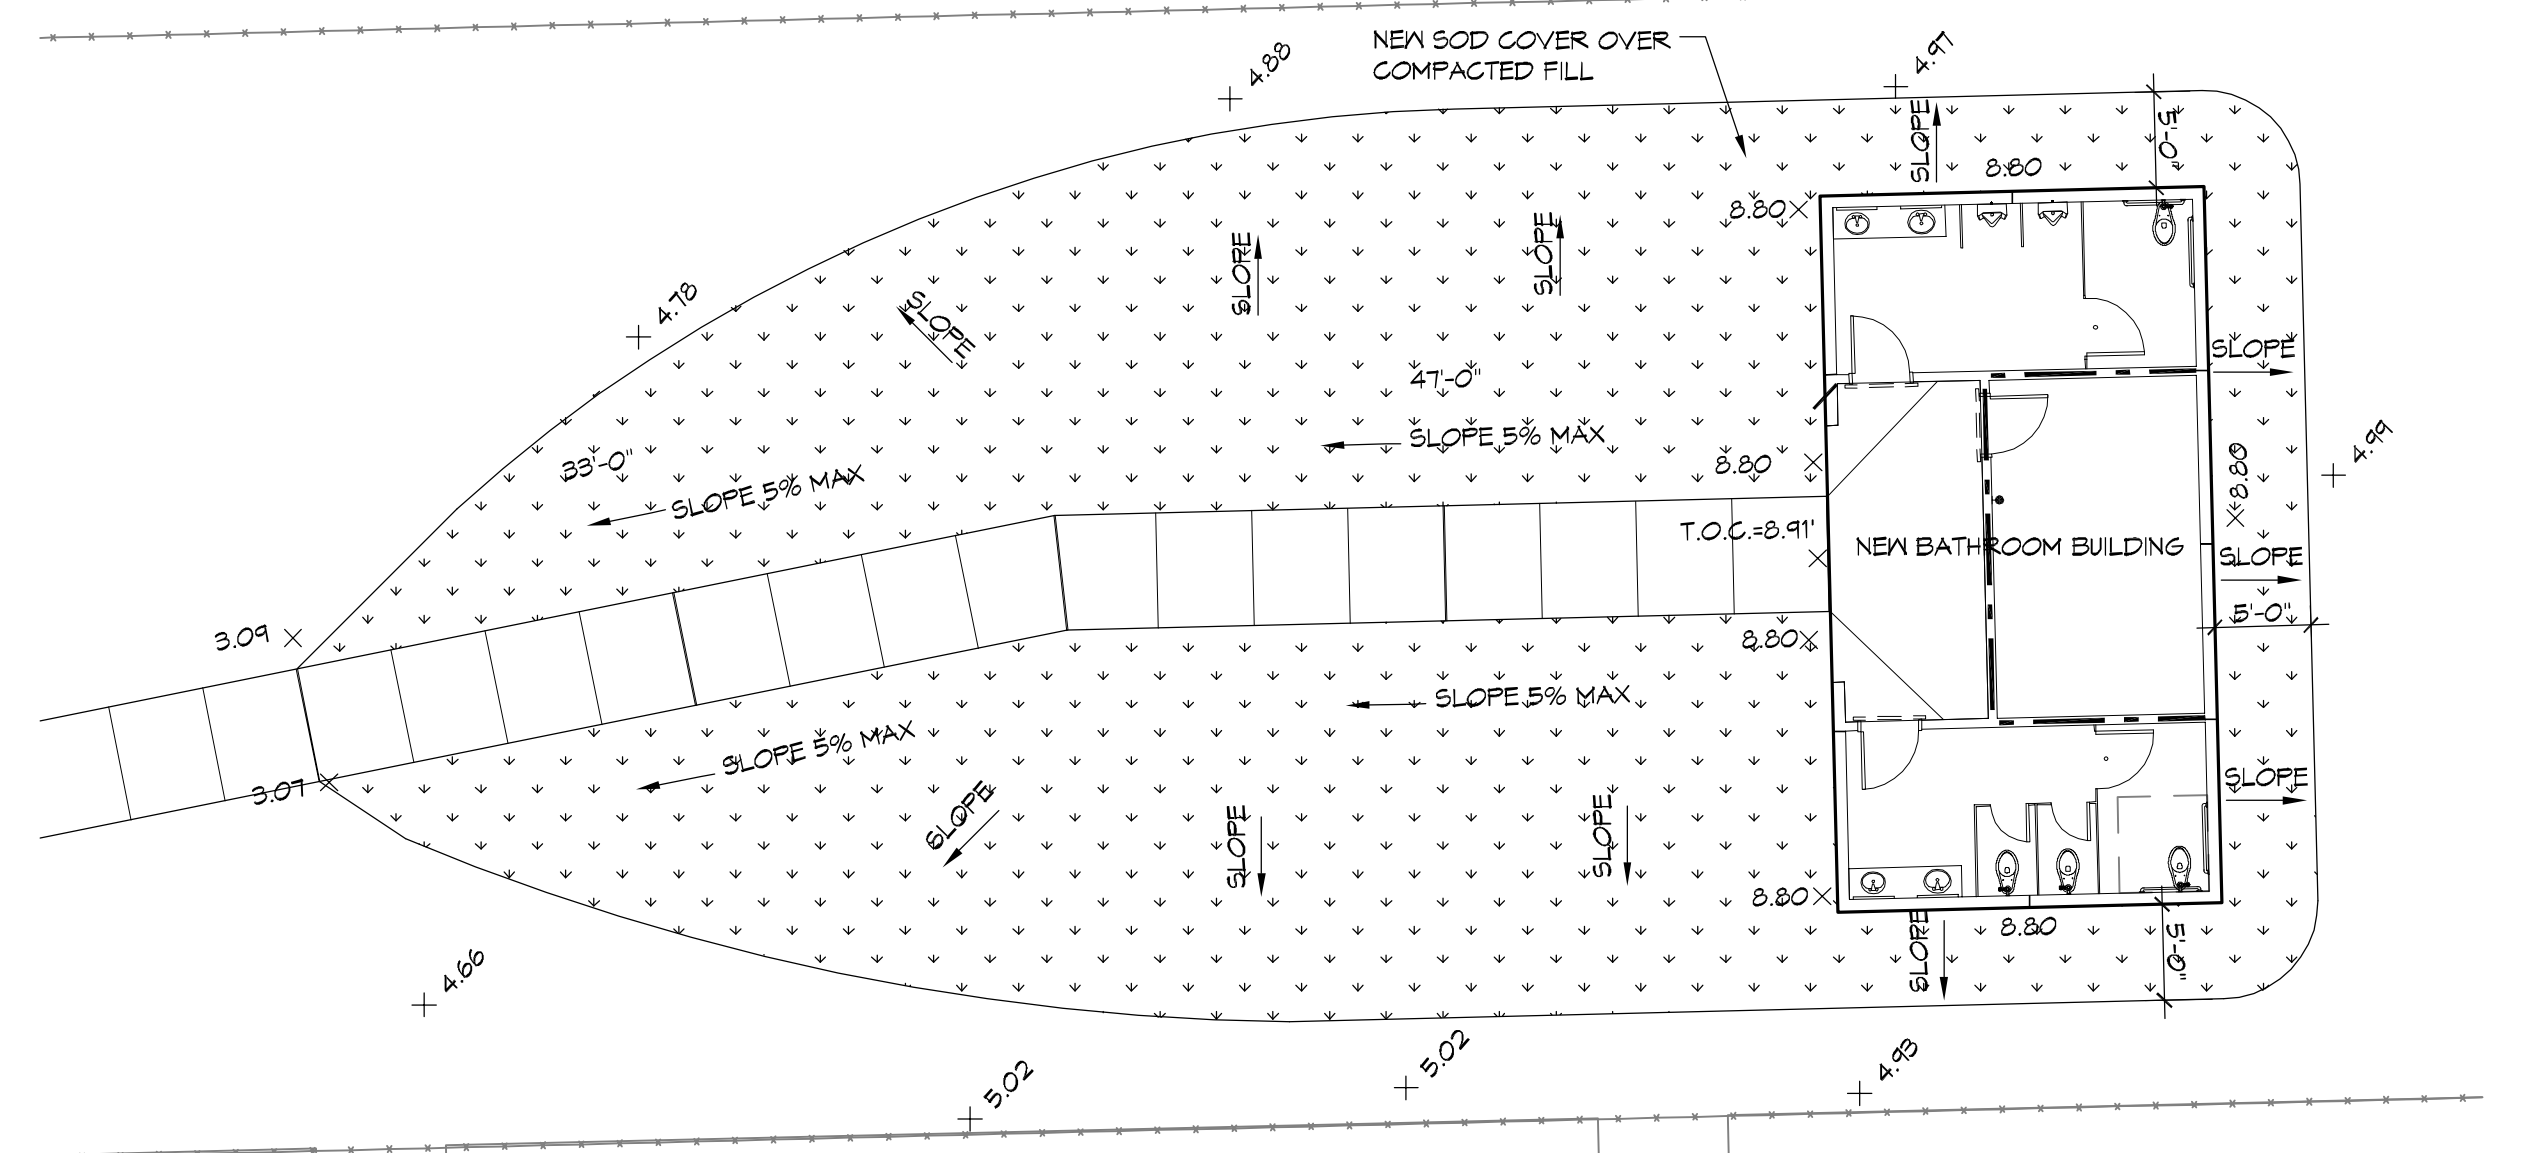 NEW SOD COVER OVER
COMPACTED FILL
4.88
4.97
SLOPE
5'-0"
8.80
8.80
4.78
SLOPE
SLOPE
SLOPE
SLOPE
47'-0"
SLOPE 5% MAX
33'-0"
SLOPE 5% MAX
8.80
8.80
4.99
T.O.C.=8.91'
NEW BATHROOM BUILDING
SLOPE
5'-0"
3.09
8.80
SLOPE 5% MAX
SLOPE 5% MAX
3.07
SLOPE
SLOPE
SLOPE
SLOPE
8.80
8.80
SLOPE
5'-0"
4.66
5.02
5.02
4.93